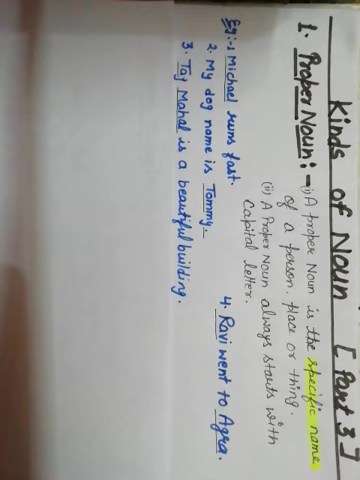 Kinds of Noun [Part 3]
1. Proper Noun:- (i) A proper Noun is the specific name
of a person. place or thing.
(ii) A Proper Noun always starts with
Capital letter.
Eg:-1 Michael runs fast.
2. My dog name is Tommy.
4. Ravi went to Agra.
3. Taj Mahal is a beautiful building.